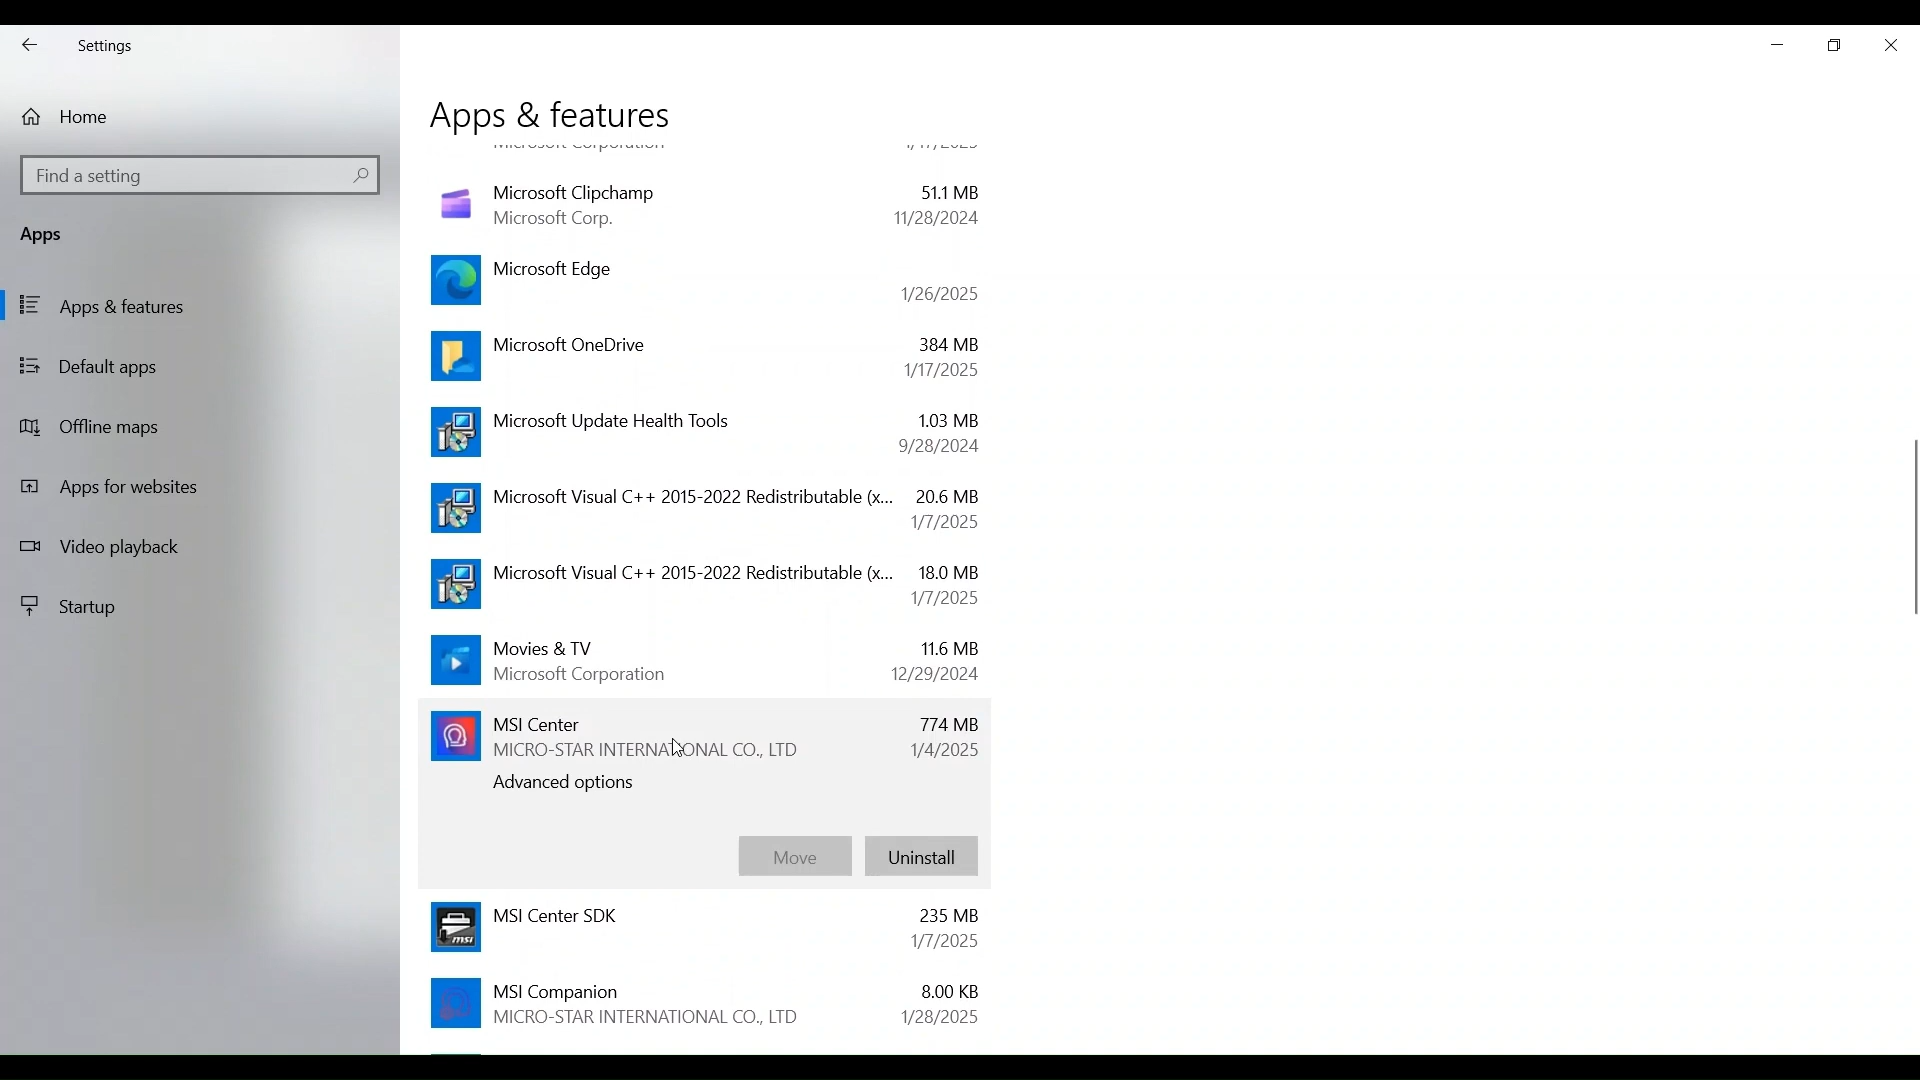 Settings
Home
Find a setting
Apps
Apps & features
Default apps
Offline maps
Apps for websites
Video playback
Startup
Apps & features
Microsoft Corporation 1/17/2025
Microsoft Clipchamp 51.1 MB
Microsoft Corp. 11/28/2024
Microsoft Edge
1/26/2025
Microsoft OneDrive 384 MB
1/17/2025
Microsoft Update Health Tools 1.03 MB
9/28/2024
Microsoft Visual C++ 2015-2022 Redistributable (x... 20.6 MB
1/7/2025
Microsoft Visual C++ 2015-2022 Redistributable (x... 18.0 MB
1/7/2025
Movies & TV 11.6 MB
Microsoft Corporation 12/29/2024
MSI Center 774 MB
MICRO-STAR INTERNATIONAL CO., LTD 1/4/2025
Advanced options
Move Uninstall
MSI Center SDK 235 MB
msi 1/7/2025
MSI Companion 8.00 KB
MICRO-STAR INTERNATIONAL CO., LTD 1/28/2025